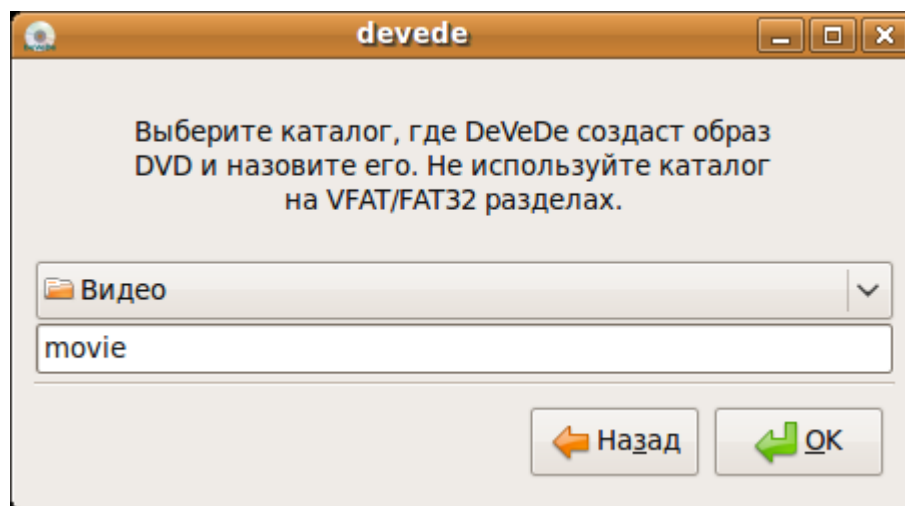 devede
Выберите каталог, где DeVeDe создаст образ
DVD и назовите его. Не используйте каталог
на VFAT/FAT32 разделах.
Видео
movie
Назад
OK